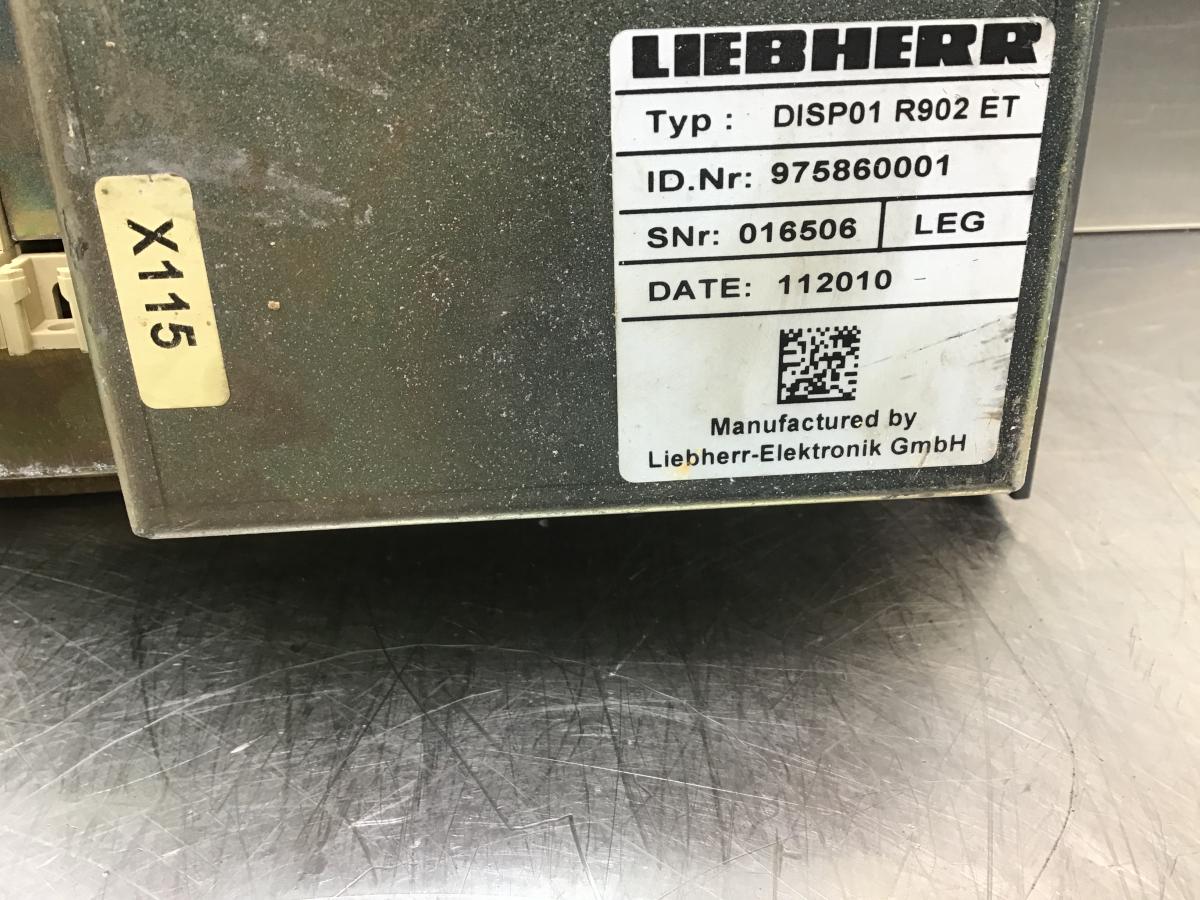 LIEBHERR
Typ : DISP01 R902 ET
ID.Nr: 975860001
SNr: 016506 LEG
DATE: 112010
Manufactured by
Liebherr-Elektronik GmbH
X115